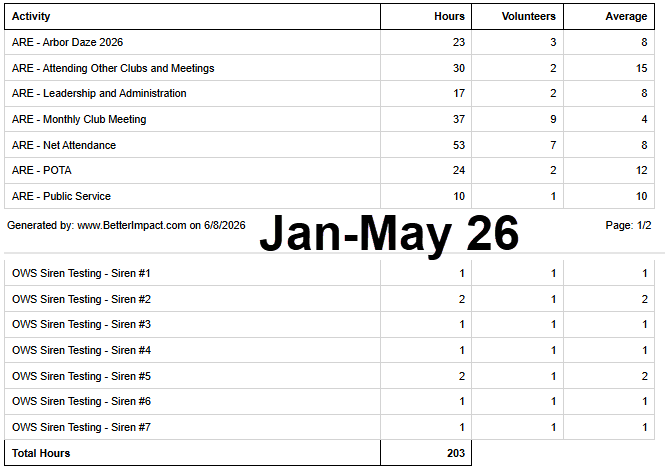 Activity Hours Volunteers Average
ARE - Arbor Daze 2026 23 3 8
ARE - Attending Other Clubs and Meetings 30 2 15
ARE - Leadership and Administration 17 2 8
ARE - Monthly Club Meeting 37 9 4
ARE - Net Attendance 53 7 8
ARE - POTA 24 2 12
ARE - Public Service 10 1 10
Generated by: www.BetterImpact.com on 6/8/2026 Jan-May 26 Page: 1/2
OWS Siren Testing - Siren #1 1 1 1
OWS Siren Testing - Siren #2 2 1 2
OWS Siren Testing - Siren #3 1 1 1
OWS Siren Testing - Siren #4 1 1 1
OWS Siren Testing - Siren #5 2 1 2
OWS Siren Testing - Siren #6 1 1 1
OWS Siren Testing - Siren #7 1 1 1
Total Hours 203